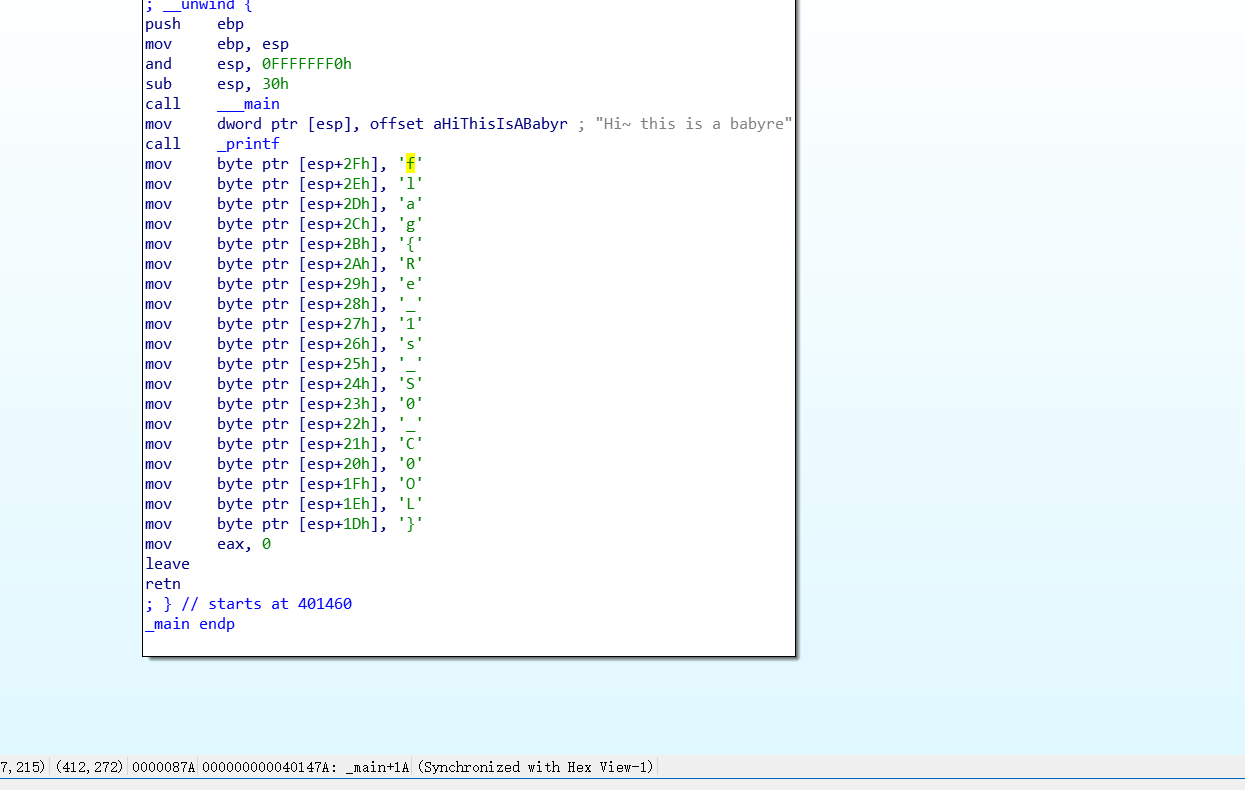 ; __unwind {
push ebp
mov ebp, esp
and esp, 0FFFFFFF0h
sub esp, 30h
call ___main
mov dword ptr [esp], offset aHiThisIsABabyr ; "Hi~ this is a babyre"
call _printf
mov byte ptr [esp+2Fh], 'f'
mov byte ptr [esp+2Eh], 'l'
mov byte ptr [esp+2Dh], 'a'
mov byte ptr [esp+2Ch], 'g'
mov byte ptr [esp+2Bh], '{'
mov byte ptr [esp+2Ah], 'R'
mov byte ptr [esp+29h], 'e'
mov byte ptr [esp+28h], '_'
mov byte ptr [esp+27h], '1'
mov byte ptr [esp+26h], 's'
mov byte ptr [esp+25h], '_'
mov byte ptr [esp+24h], 'S'
mov byte ptr [esp+23h], '0'
mov byte ptr [esp+22h], '_'
mov byte ptr [esp+21h], 'C'
mov byte ptr [esp+20h], '0'
mov byte ptr [esp+1Fh], 'O'
mov byte ptr [esp+1Eh], 'L'
mov byte ptr [esp+1Dh], '}'
mov eax, 0
leave
retn
; } // starts at 401460
_main endp
7,215) (412,272) 0000087A 000000000040147A: _main+1A (Synchronized with Hex View-1)